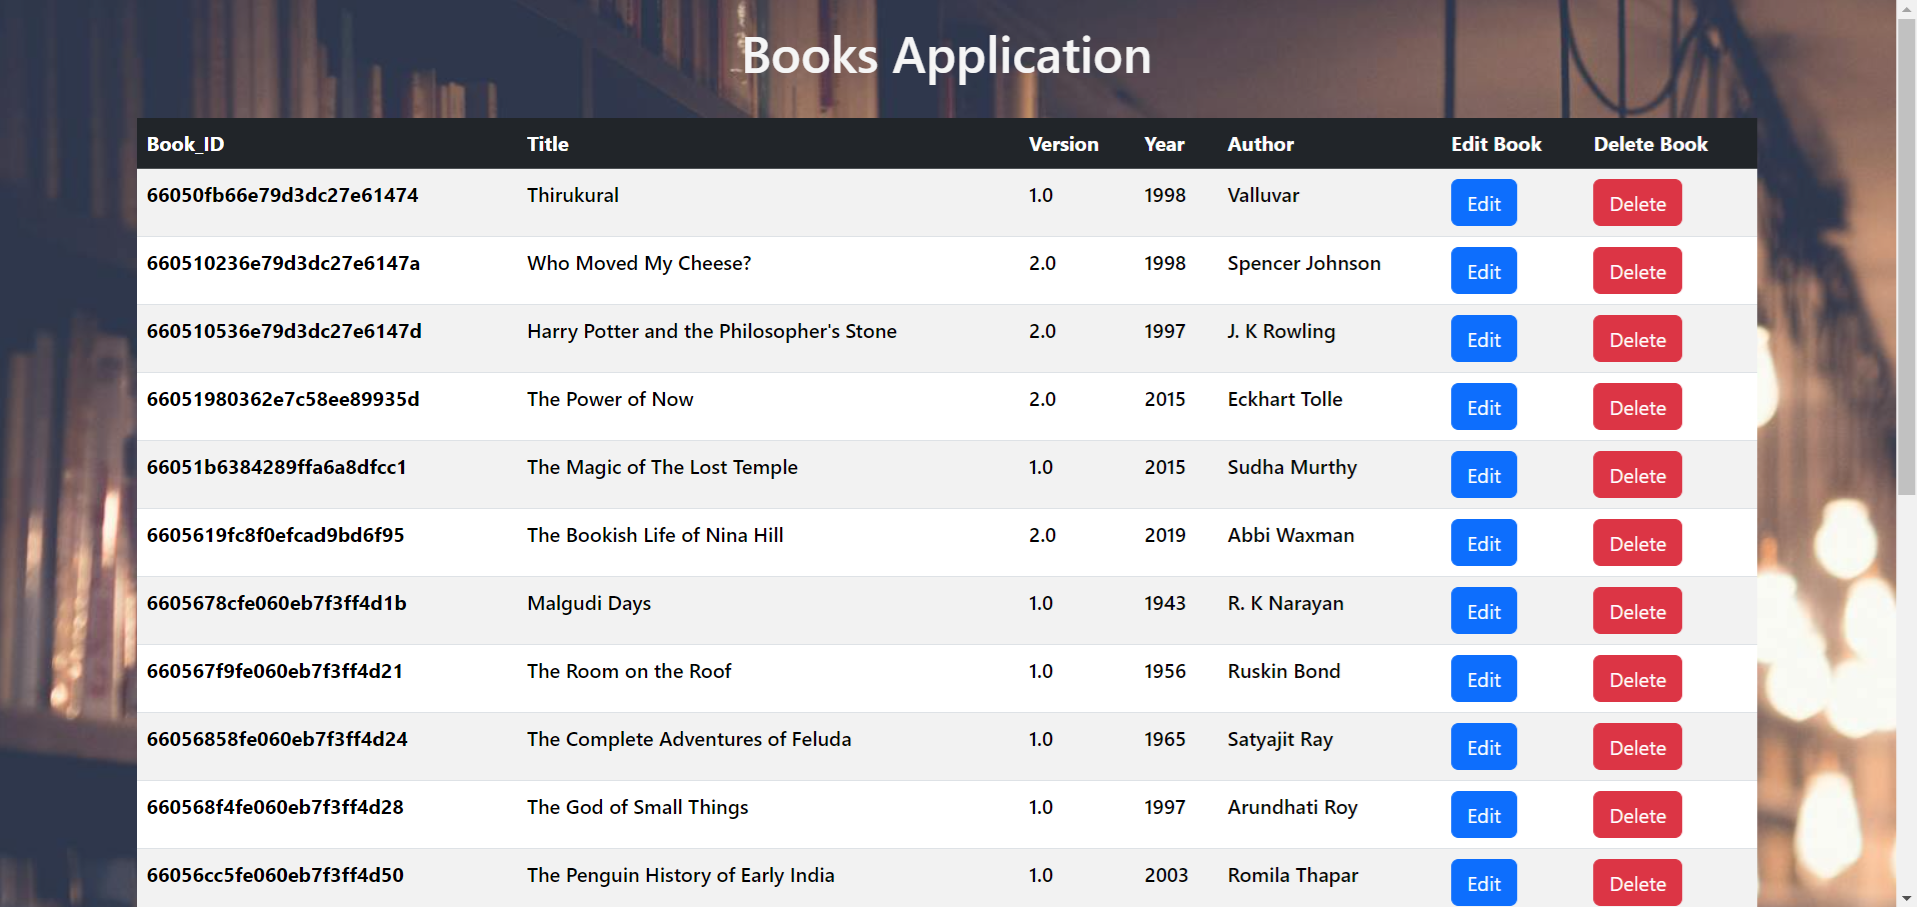 Books Application
Book_ID Title Version Year Author Edit Book Delete Book
66050fb66e79d3dc27e61474 Thirukural 1.0 1998 Valluvar Edit Delete
660510236e79d3dc27e6147a Who Moved My Cheese? 2.0 1998 Spencer Johnson Edit Delete
660510536e79d3dc27e6147d Harry Potter and the Philosopher's Stone 2.0 1997 J. K Rowling Edit Delete
66051980362e7c58ee89935d The Power of Now 2.0 2015 Eckhart Tolle Edit Delete
66051b6384289ffa6a8dfcc1 The Magic of The Lost Temple 1.0 2015 Sudha Murthy Edit Delete
6605619fc8f0efcad9bd6f95 The Bookish Life of Nina Hill 2.0 2019 Abbi Waxman Edit Delete
6605678cfe060eb7f3ff4d1b Malgudi Days 1.0 1943 R. K Narayan Edit Delete
660567f9fe060eb7f3ff4d21 The Room on the Roof 1.0 1956 Ruskin Bond Edit Delete
66056858fe060eb7f3ff4d24 The Complete Adventures of Feluda 1.0 1965 Satyajit Ray Edit Delete
660568f4fe060eb7f3ff4d28 The God of Small Things 1.0 1997 Arundhati Roy Edit Delete
66056cc5fe060eb7f3ff4d50 The Penguin History of Early India 1.0 2003 Romila Thapar Edit Delete